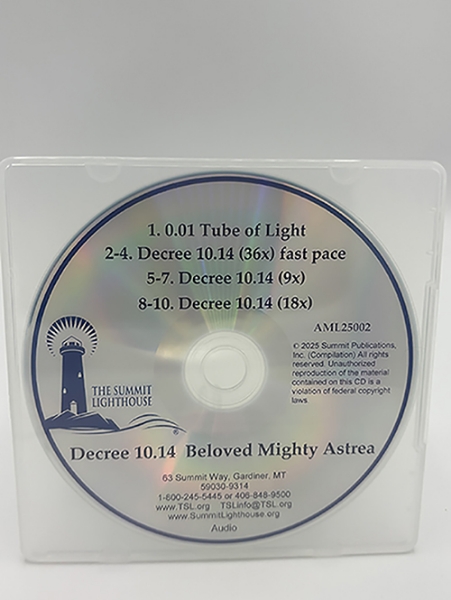 1. 0.01 Tube of Light
2-4. Decree 10.14 (36x) fast pace
5-7. Decree 10.14 (9x)
8-10. Decree 10.14 (18x)
AML25002
© 2025 Summit Publications,
Inc. (Compilation) All rights
reserved. Unauthorized
reproduction of the material
contained on this CD is a
violation of federal copyright
laws.
THE SUMMIT
LIGHTHOUSE
®
Decree 10.14 Beloved Mighty Astrea
63 Summit Way, Gardiner, MT
59030-9314
1-800-245-5445 or 406-848-9500
www.TSL.org TSLinfo@TSL.org
www.SummitLighthouse.org
Audio